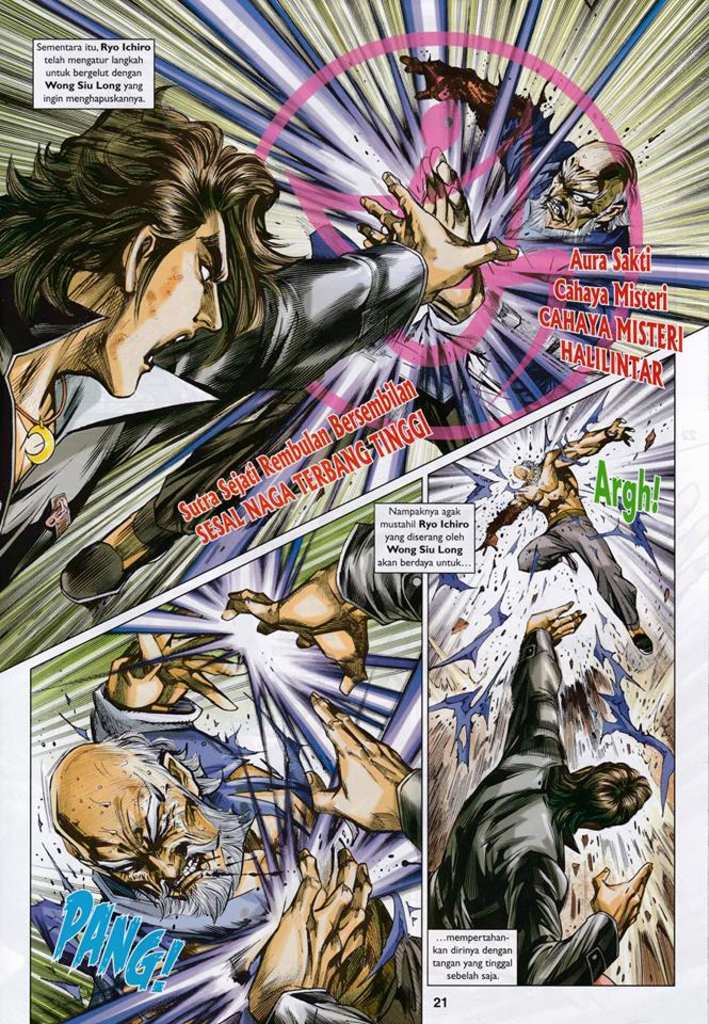 Sementara itu, Ryo Ichiro
telah mengatur langkah
untuk bergelut dengan
Wong Siu Long yang
ingin menghapuskannya.
Aura Sakti
Cahaya Misteri
CAHAYA MISTERI
HALILINTAR
Sutra Sejati Rembulan Bersembilan
SESAL NAGA TERBANG TINGGI
Nampaknya agak
mustahil Ryo Ichiro
yang diserang oleh
Wong Siu Long
akan berdaya untuk...
Argh!
PANG!
...mempertahan-
kan dirinya dengan
tangan yang tinggal
sebelah saja.
21